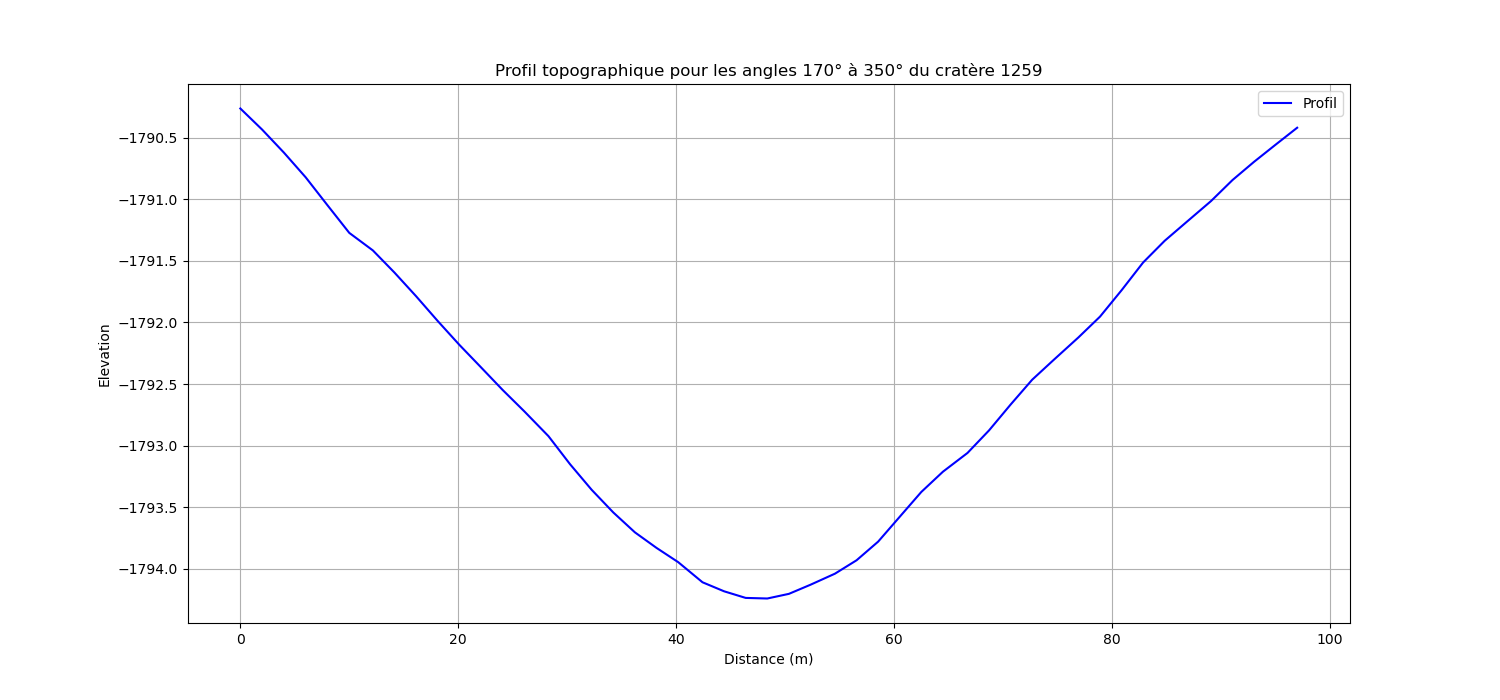 Profil topographique pour les angles 170° à 350° du cratère 1259
Profil
−1790.5
−1791.0
−1791.5
−1792.0
−1792.5
−1793.0
−1793.5
−1794.0
Elevation
0 20 40 60 80 100
Distance (m)